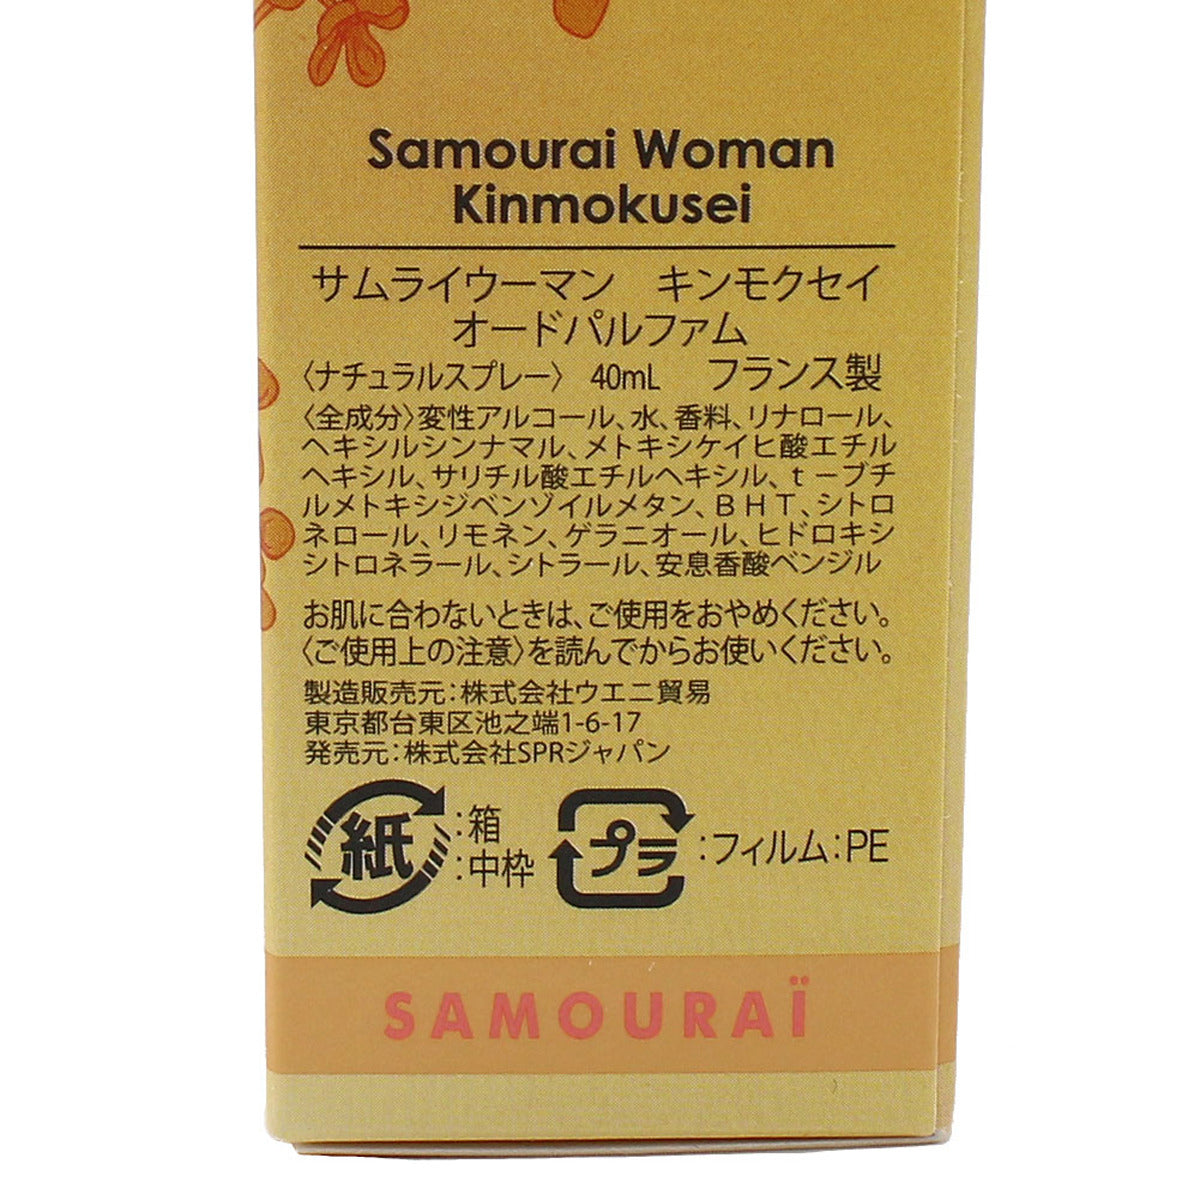 Samourai Woman
Kinmokusei
サムライウーマン　キンモクセイ
オードパルファム
〈ナチュラルスプレー〉 40mL　フランス製
〈全成分〉変性アルコール、水、香料、リナロール、
ヘキシルシンナマル、メトキシケイヒ酸エチル
ヘキシル、サリチル酸エチルヘキシル、ｔーブチ
ルメトキシジベンゾイルメタン、ＢＨＴ、シトロ
ネロール、リモネン、ゲラニオール、ヒドロキシ
シトロネラール、シトラール、安息香酸ベンジル
お肌に合わないときは、ご使用をおやめください。
〈ご使用上の注意〉を読んでからお使いください。
製造販売元：株式会社ウエニ貿易
東京都台東区池之端1-6-17
発売元：株式会社SPRジャパン
紙：箱
：中枠
プラ：フィルム：PE
SAMOURAÏ